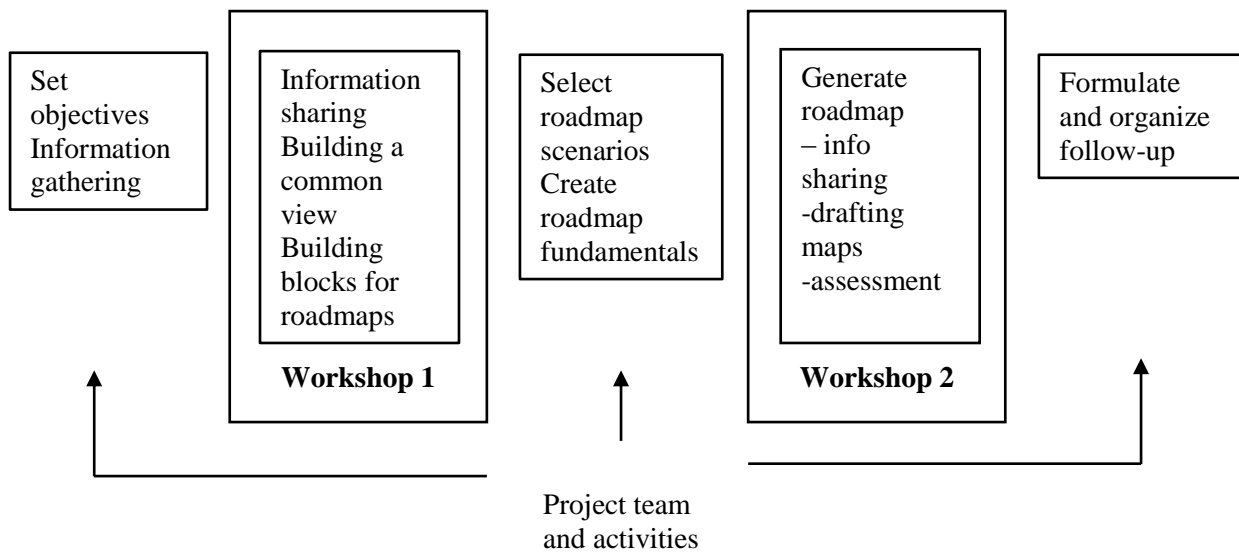 Set
objectives
Information
gathering
Information
sharing
Building a
common
view
Building
blocks for
roadmaps
Workshop 1
Select
roadmap
scenarios
Create
roadmap
fundamentals
Generate
roadmap
– info
sharing
-drafting
maps
-assessment
Workshop 2
Formulate
and organize
follow-up
Project team
and activities